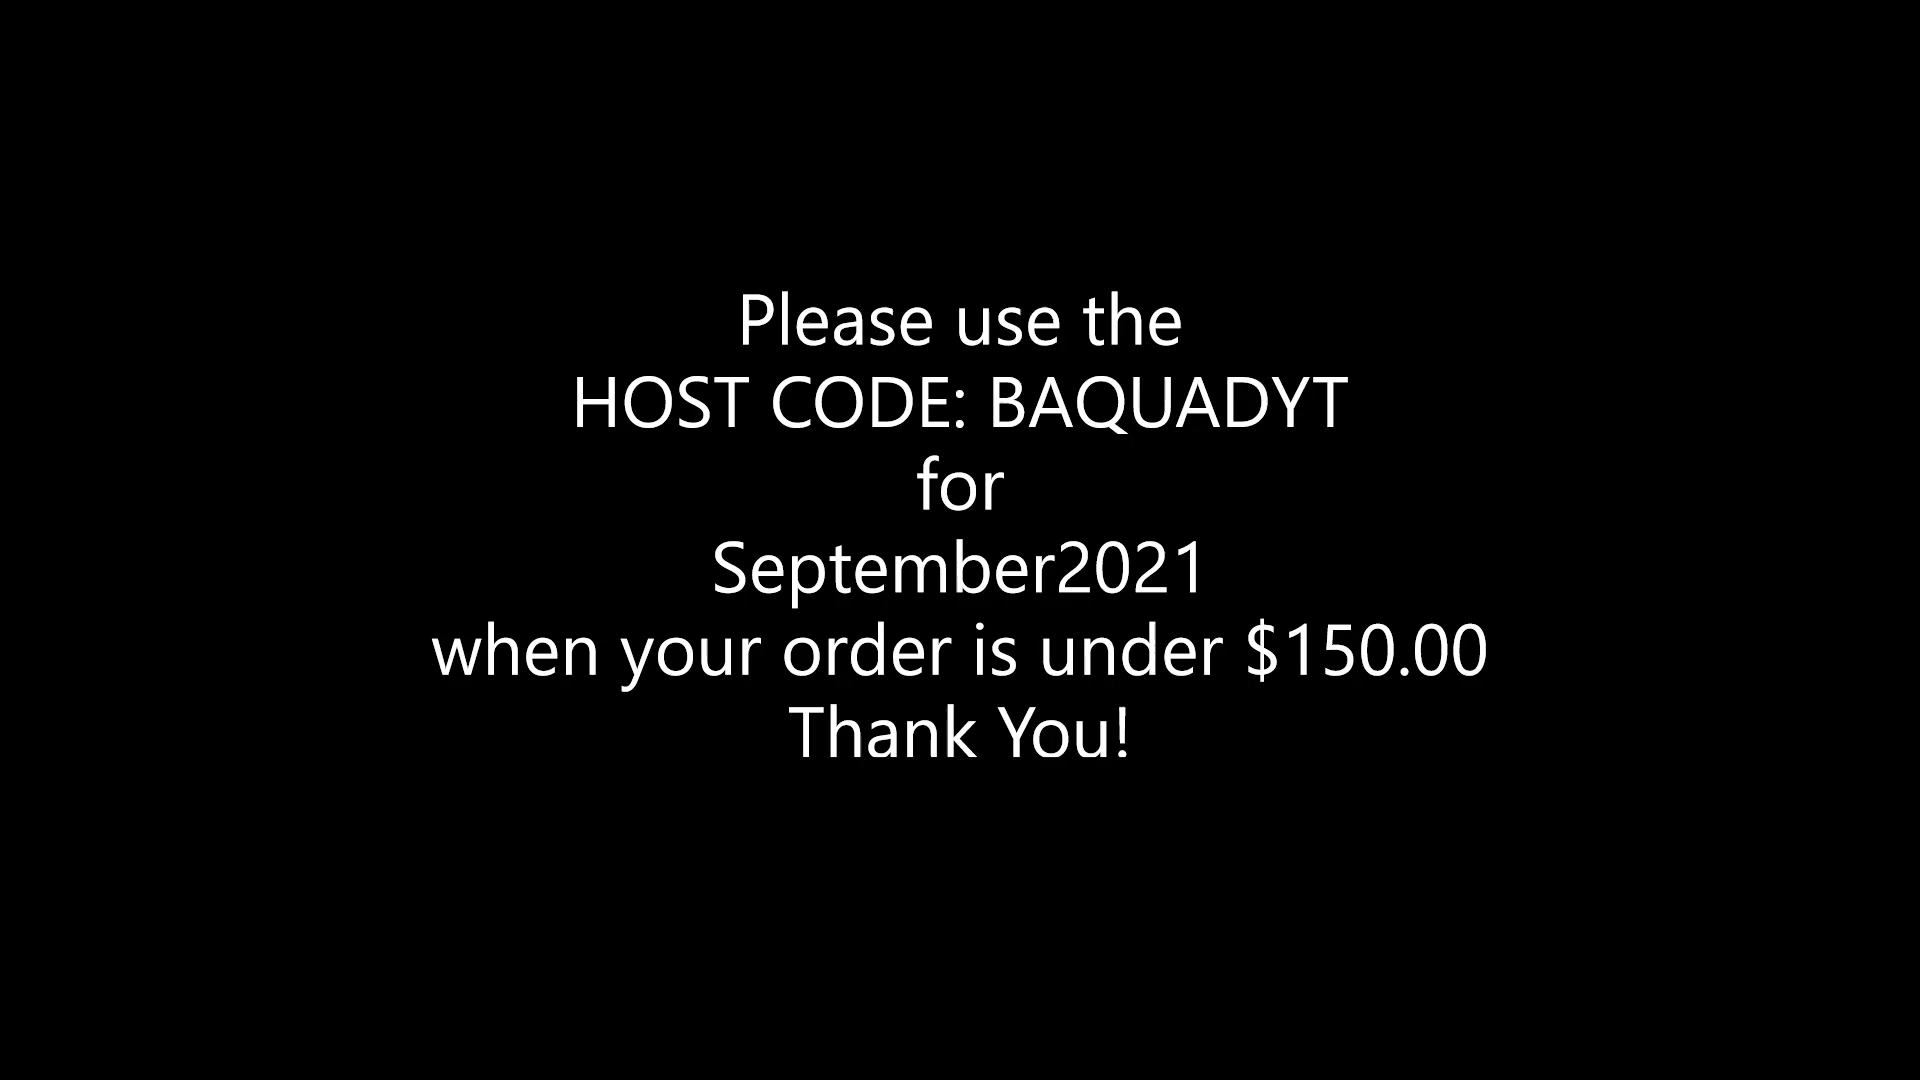 Please use the
HOST CODE: BAQUADYT
for
September2021
when your order is under $150.00
Thank You!